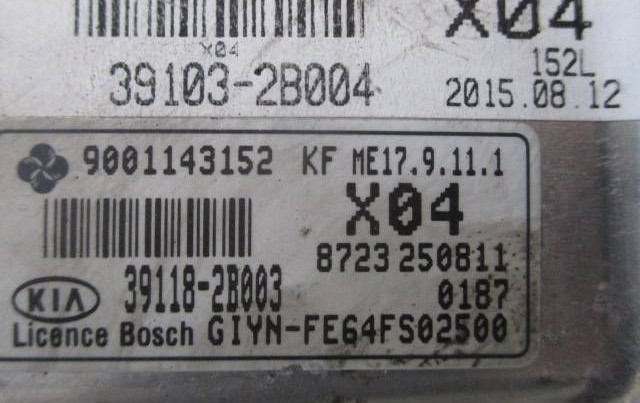 X04
X04
152L
39103-2B004
2015.08.12
9001143152 KF ME17.9.11.1
X04
8723 250811
39118-2B003
0187
KIA
Licence Bosch GIYN-FE64FS02500